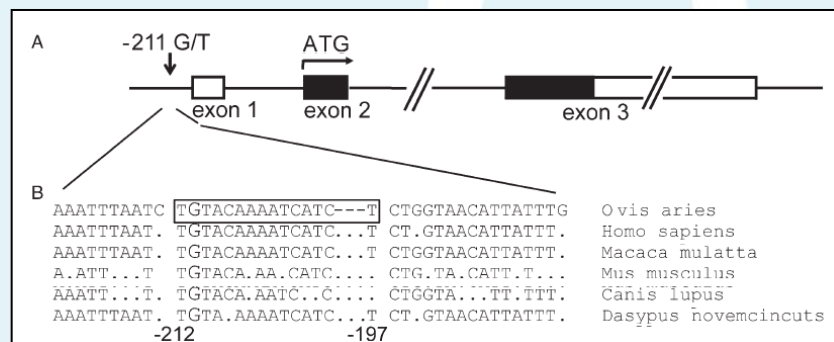 A
-211 G/T
ATG
exon 1 exon 2 exon 3
B
AAATTTAATC TGTACAAAATCATC---T CTGGTAACATTATTTG Ovis aries
AAATTTAAT. TGTACAAAATCATC...T CT.GTAACATTATTT. Homo sapiens
AAATTTAAT. TGTACAAAATCATC...T CTGGTAACATTATTT. Macaca mulatta
A.ATT...T TGTACA.AA.CATC.... CTG.TA.CATT.T... Mus musculus
AAATT...T. TGTACA.AATC..C.... CTGGTA...TT.TTT. Canis lupus
AAATTTAAT. TGTA.AAAATCATC...T CT.GTAACATTATTT. Dasypus novemcincuts
-212 -197